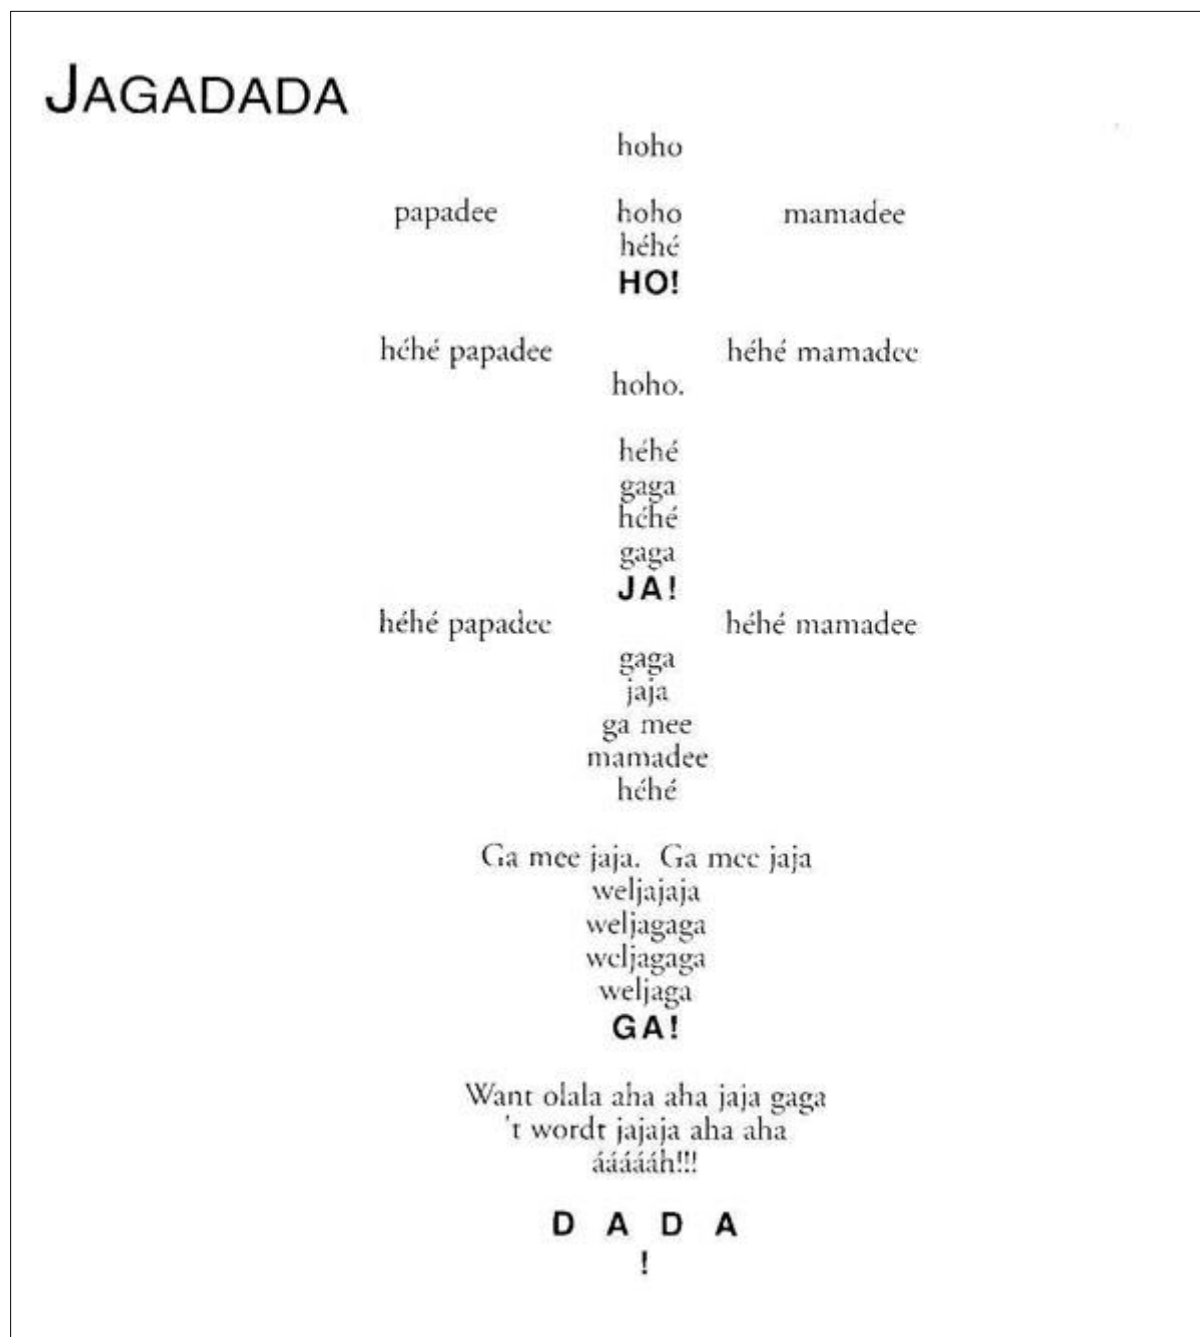 JAGADADA
hoho
papadee hoho mamadee
héhé
HO!
héhé papadee héhé mamadee
hoho.
héhé
gaga
héhé
gaga
JA!
héhé papadee héhé mamadee
gaga
jaja
ga mee
mamadee
héhé
Ga mee jaja. Ga mee jaja
weljajaja
weljagaga
weljagaga
weljaga
GA!
Want olala aha aha jaja gaga
't wordt jajaja aha aha
áááááh!!!
D A D A
!